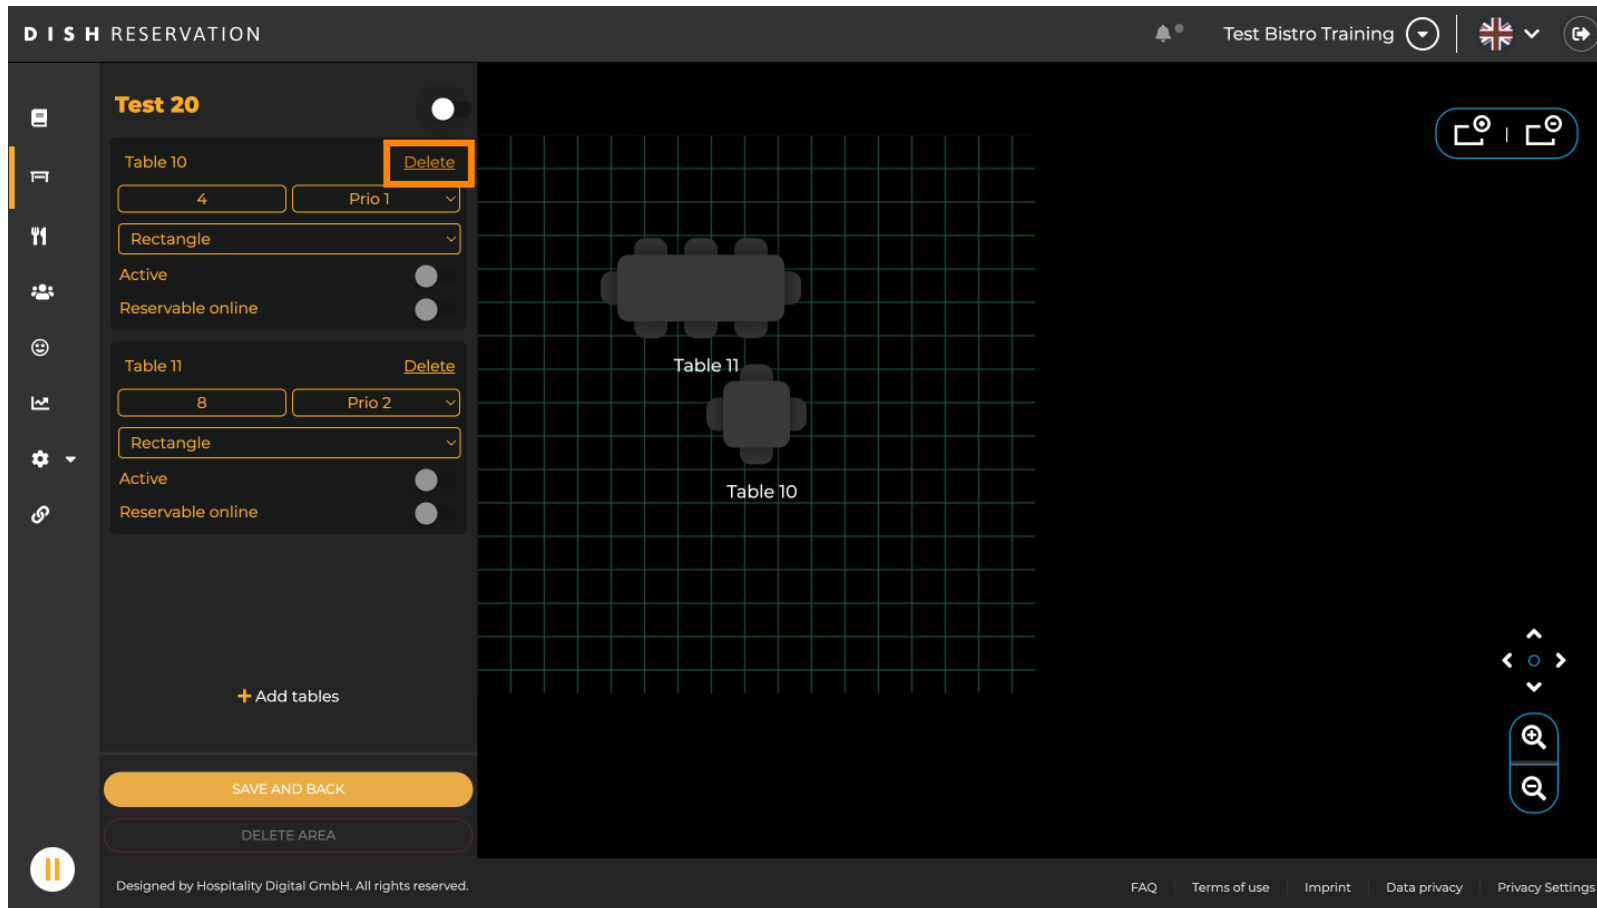 DISH RESERVATION
Test Bistro Training
Test 20
Table 10 Delete
4 Prio 1
Rectangle
Active
Reservable online
Table 11 Delete
8 Prio 2
Rectangle
Active
Reservable online
Table 11
Table 10
+ Add tables
SAVE AND BACK
DELETE AREA
Designed by Hospitality Digital GmbH. All rights reserved.
FAQ Terms of use Imprint Data privacy Privacy Settings